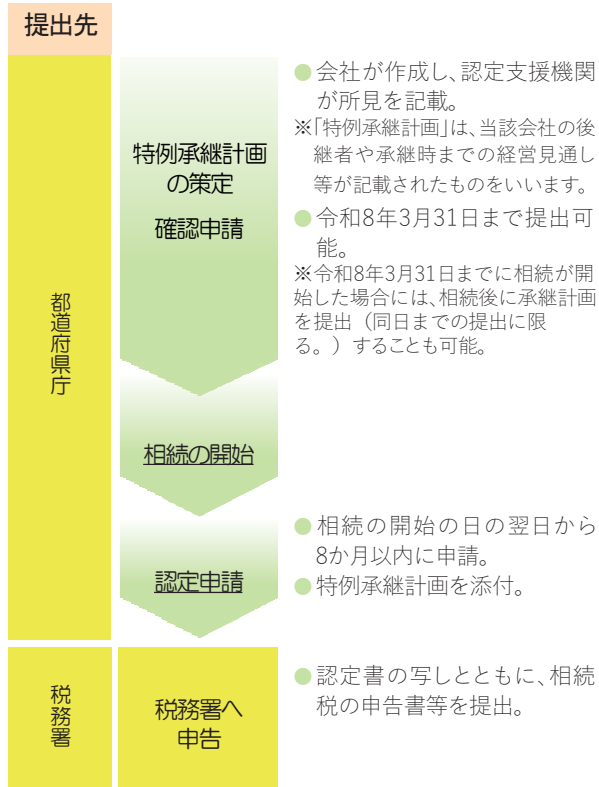 提出先
都道府県庁
特例承継計画
の策定
確認申請
●会社が作成し、認定支援機関
が所見を記載。
※「特例承継計画」は、当該会社の後
継者や承継時までの経営見通し
等が記載されたものをいいます。
●令和8年3月31日まで提出可
能。
※令和8年3月31日までに相続が開
始した場合には、相続後に承継計画
を提出（同日までの提出に限
る。）することも可能。
相続の開始
認定申請
●相続の開始の日の翌日から
8か月以内に申請。
●特例承継計画を添付。
税務署
税務署へ
申告
●認定書の写しとともに、相続
税の申告書等を提出。